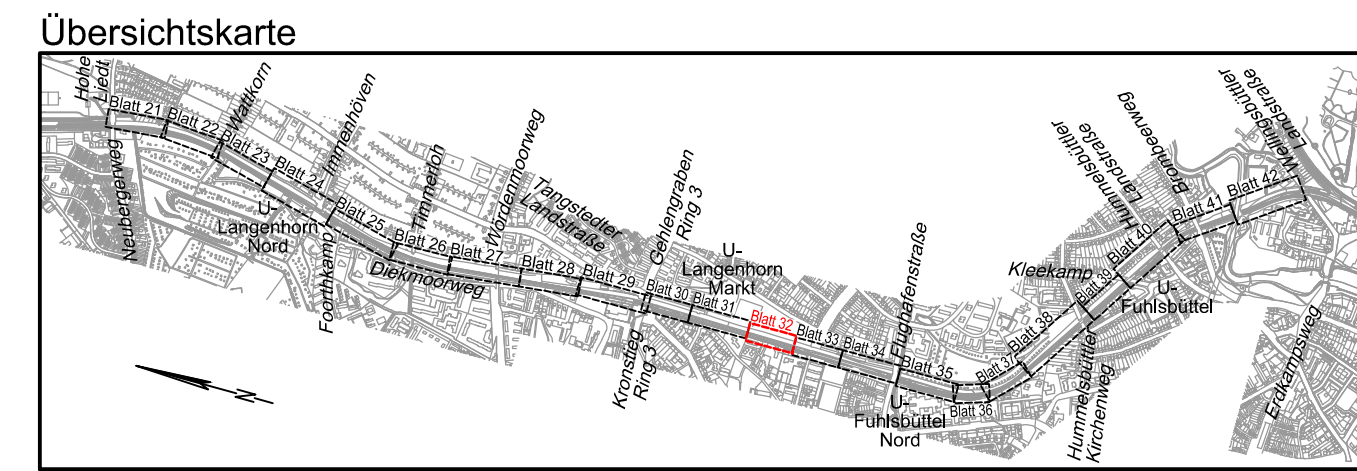 Übersichtskarte
Hohe
Liedt
Blatt 21
Blatt 22
Wattkorn
Blatt 23
Blatt 24
Immenhöven
Neubergerweg
U-
Langenhorn
Nord
Foorthkamp
Blatt 25
Timmerloh
Blatt 26
Diekmoorweg
Blatt 27
Wördenmoorweg
Tangstedter
Landstraße
Blatt 28
Blatt 29
Gehlengraben
Ring 3
Blatt 30
Kronstieg
Ring 3
Blatt 31
U-
Langenhorn
Markt
Blatt 32
Blatt 33
Blatt 34
Flughafenstraße
Blatt 35
U-
Fuhlsbüttel
Nord
Blatt 36
Blatt 37
Blatt 38
Kleekamp
Blatt 39
Hummelsbüttler
Kirchenweg
Blatt 40
Hummelsbüttler
Landstraße
U-
Fuhlsbüttel
Brombeerweg
Blatt 41
Blatt 42
Wellingsbüttler
Landstraße
Erdkampsweg
N